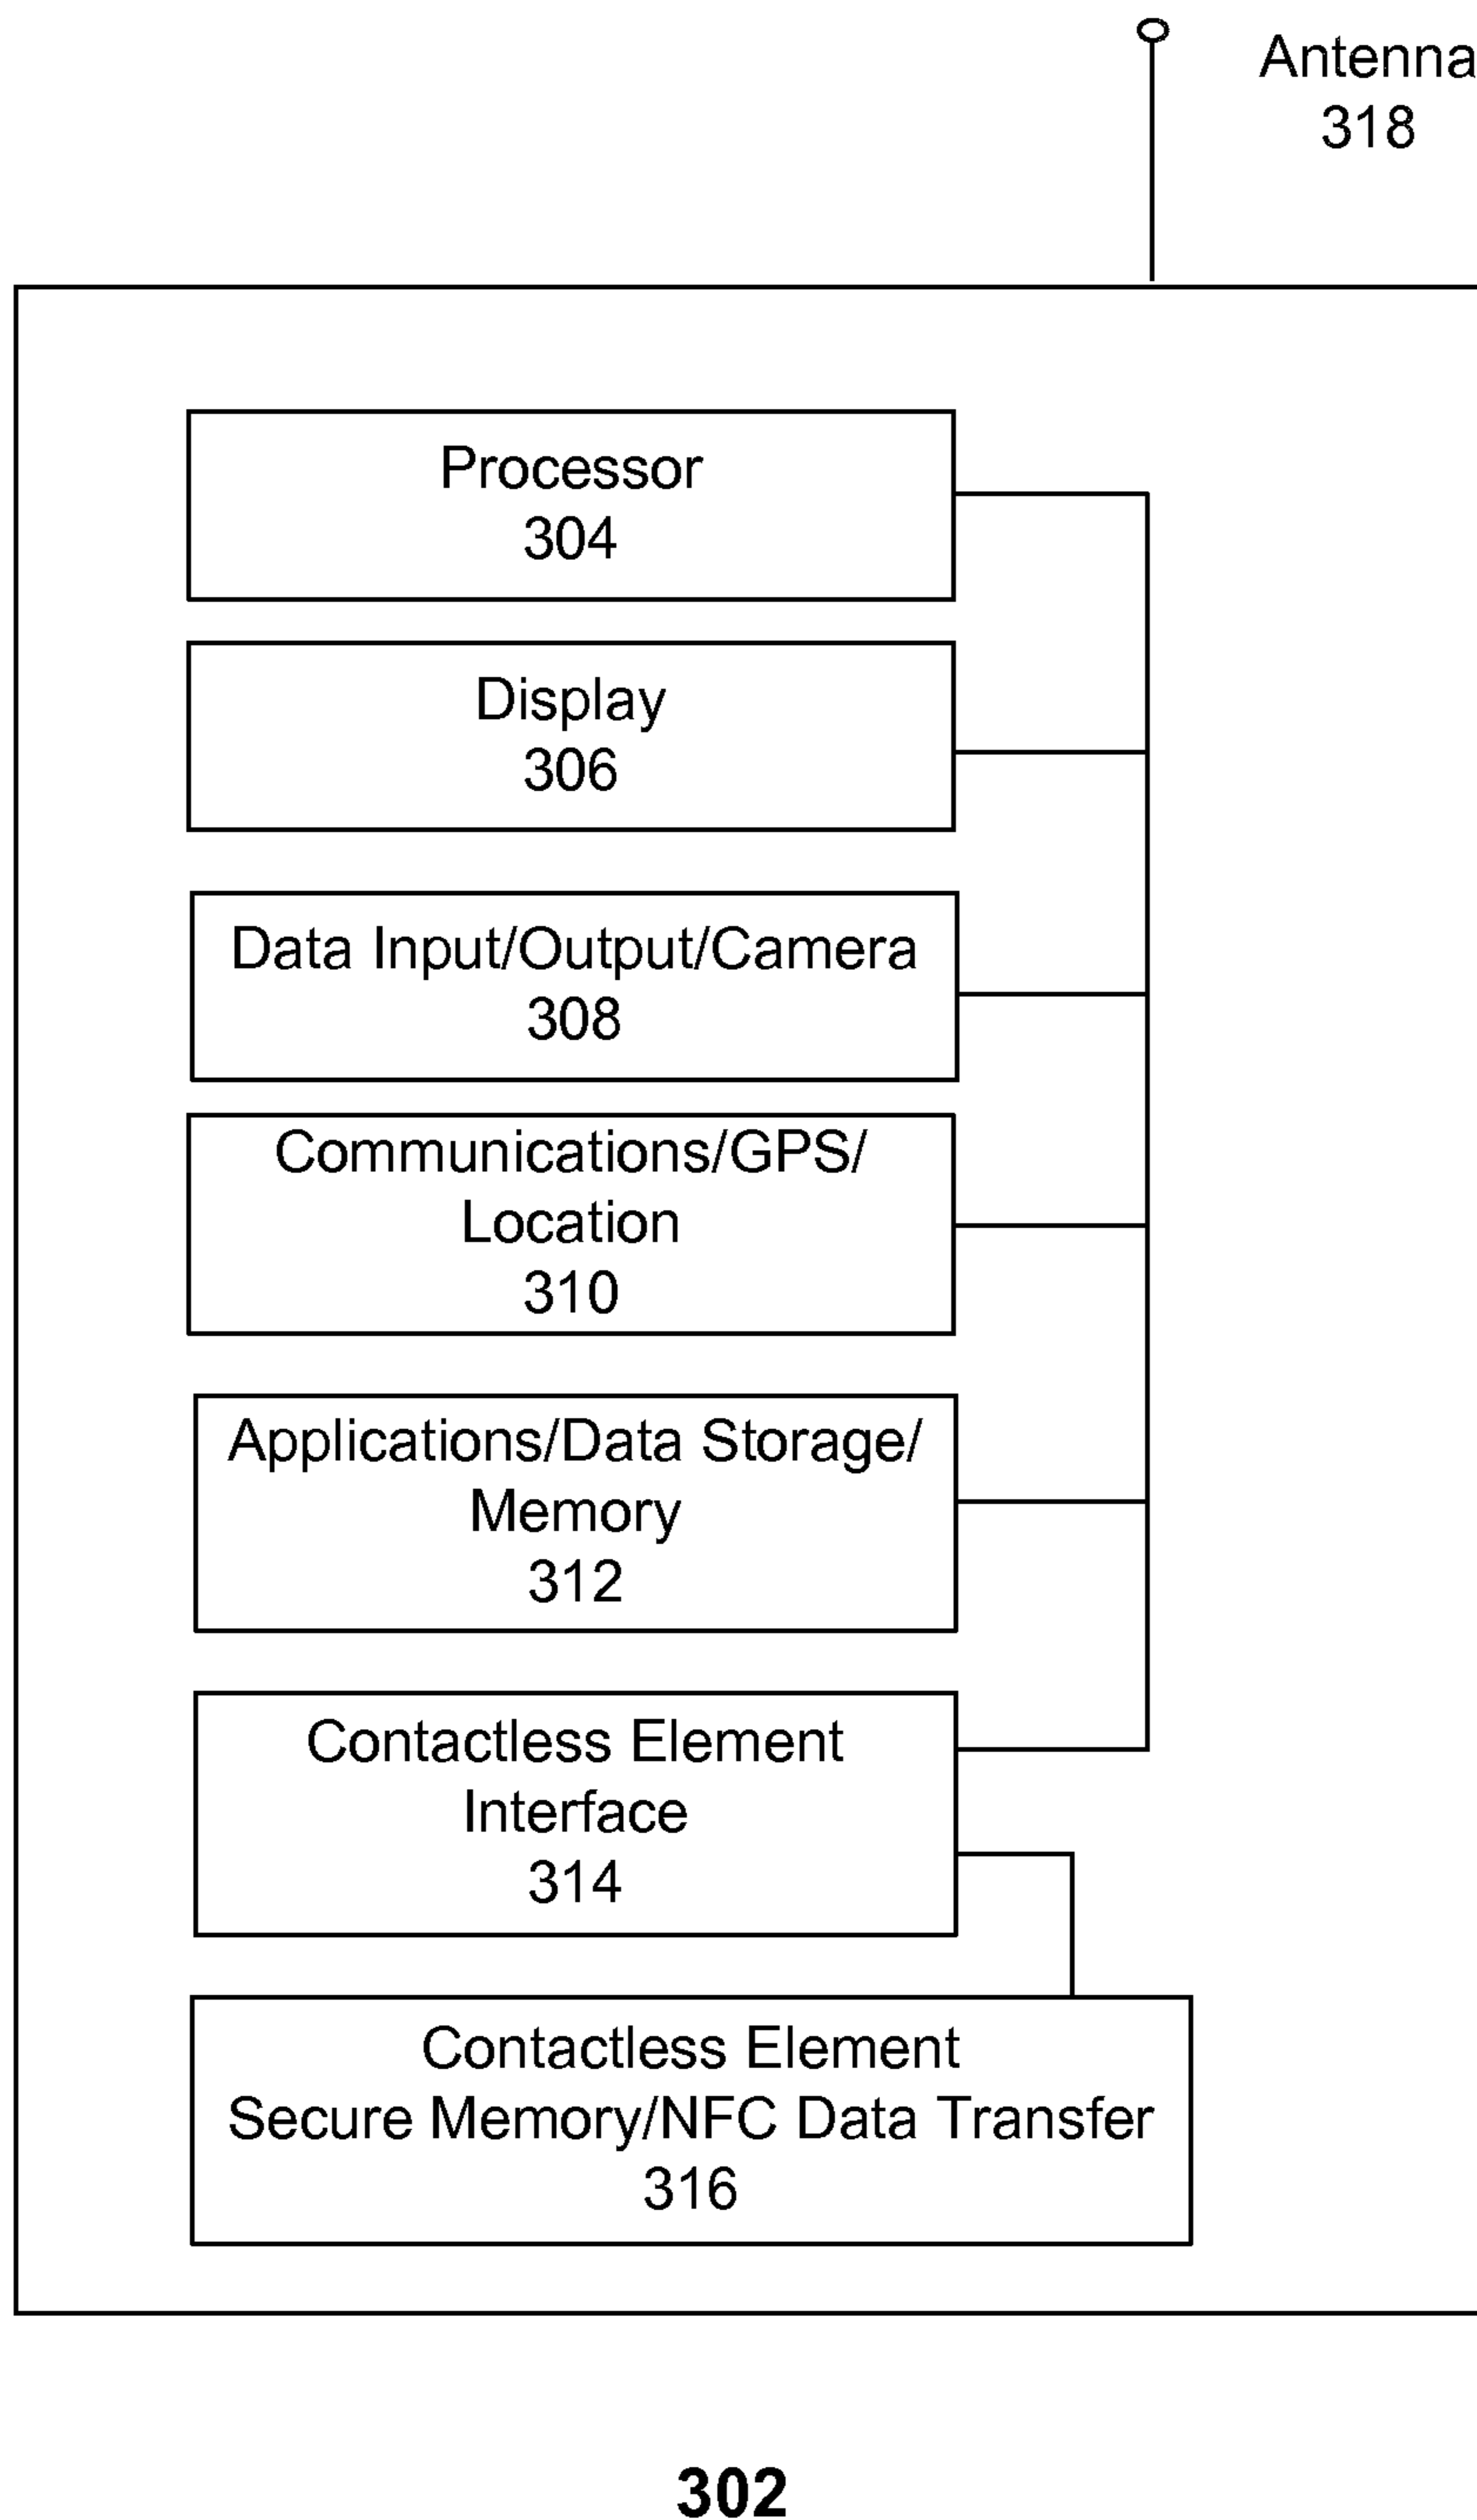 Antenna
318
Processor
304
Display
306
Data Input/Output/Camera
308
Communications/GPS/
Location
310
Applications/Data Storage/
Memory
312
Contactless Element
Interface
314
Contactless Element
Secure Memory/NFC Data Transfer
316
302